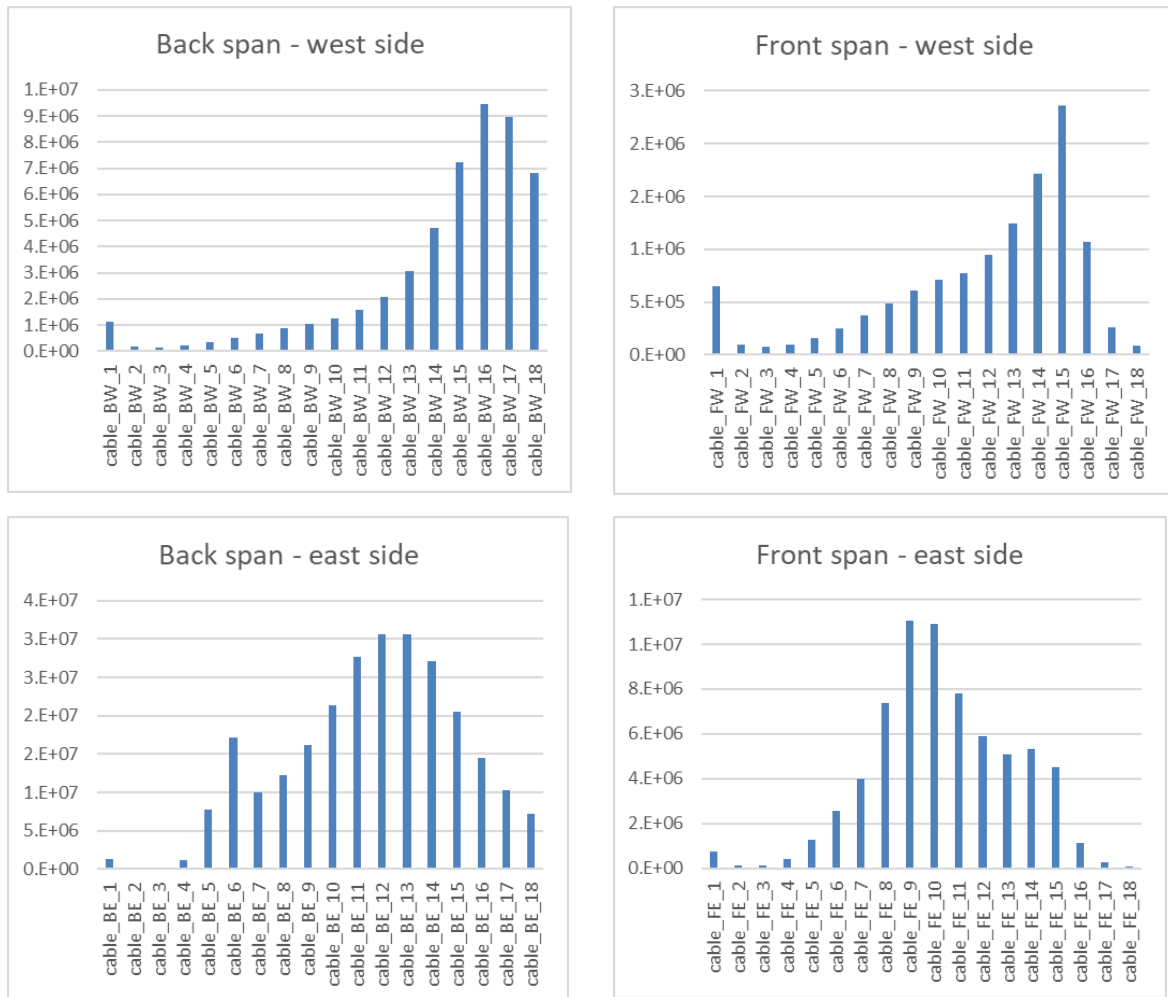 Back span - west side
1.E+07
9.E+06
8.E+06
7.E+06
6.E+06
5.E+06
4.E+06
3.E+06
2.E+06
1.E+06
0.E+00
cable_BW_1
cable_BW_2
cable_BW_3
cable_BW_4
cable_BW_5
cable_BW_6
cable_BW_7
cable_BW_8
cable_BW_9
cable_BW_10
cable_BW_11
cable_BW_12
cable_BW_13
cable_BW_14
cable_BW_15
cable_BW_16
cable_BW_17
cable_BW_18
Front span - west side
3.E+06
2.E+06
2.E+06
1.E+06
5.E+05
0.E+00
cable_FW_1
cable_FW_2
cable_FW_3
cable_FW_4
cable_FW_5
cable_FW_6
cable_FW_7
cable_FW_8
cable_FW_9
cable_FW_10
cable_FW_11
cable_FW_12
cable_FW_13
cable_FW_14
cable_FW_15
cable_FW_16
cable_FW_17
cable_FW_18
Back span - east side
4.E+07
3.E+07
3.E+07
2.E+07
2.E+07
1.E+07
5.E+06
0.E+00
cable_BE_1
cable_BE_2
cable_BE_3
cable_BE_4
cable_BE_5
cable_BE_6
cable_BE_7
cable_BE_8
cable_BE_9
cable_BE_10
cable_BE_11
cable_BE_12
cable_BE_13
cable_BE_14
cable_BE_15
cable_BE_16
cable_BE_17
cable_BE_18
Front span - east side
1.E+07
1.E+07
8.E+06
6.E+06
4.E+06
2.E+06
0.E+00
cable_FE_1
cable_FE_2
cable_FE_3
cable_FE_4
cable_FE_5
cable_FE_6
cable_FE_7
cable_FE_8
cable_FE_9
cable_FE_10
cable_FE_11
cable_FE_12
cable_FE_13
cable_FE_14
cable_FE_15
cable_FE_16
cable_FE_17
cable_FE_18